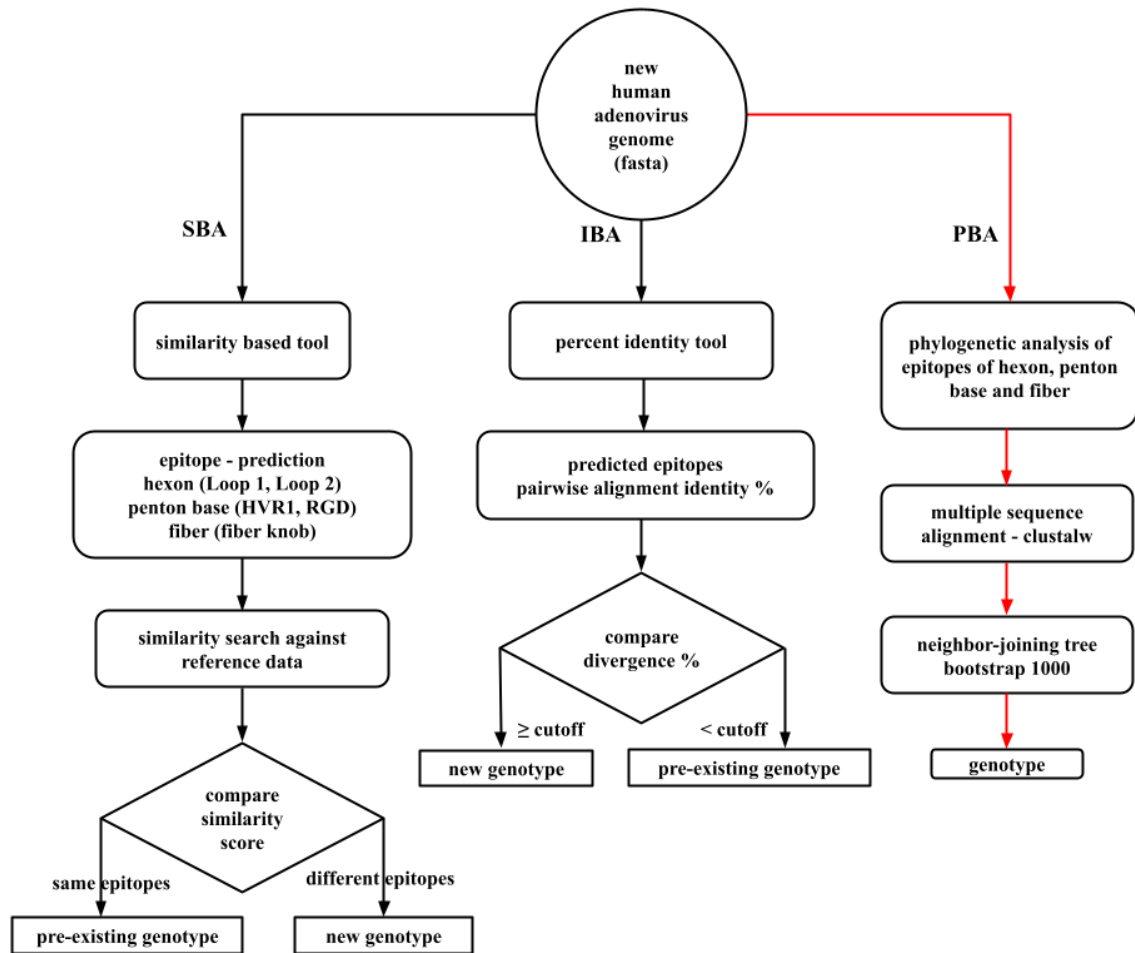 new
human
adenovirus
genome
(fasta)
SBA
IBA
PBA
similarity based tool
epitope - prediction
hexon (Loop 1, Loop 2)
penton base (HVR1, RGD)
fiber (fiber knob)
similarity search against
reference data
compare
similarity
score
same epitopes
different epitopes
pre-existing genotype
new genotype
percent identity tool
predicted epitopes
pairwise alignment identity %
compare
divergence %
≥ cutoff
< cutoff
new genotype
pre-existing genotype
phylogenetic analysis of
epitopes of hexon, penton
base and fiber
multiple sequence
alignment - clustalw
neighbor-joining tree
bootstrap 1000
genotype